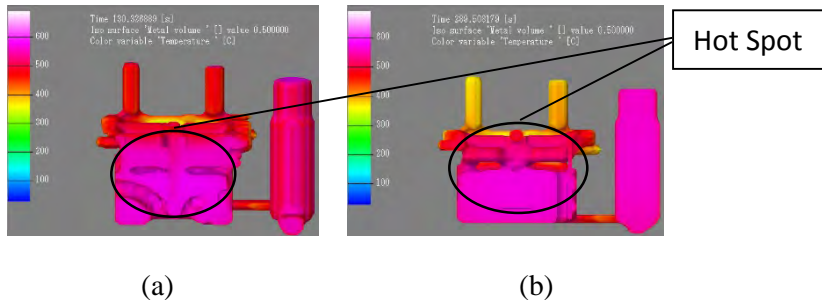 Time 130.328889 [s]
Iso surface "Metal volume " [] value 0.500000
Color variable "Temperature " [C]
600
500
400
300
200
100
Time 289.508179 [s]
Iso surface "Metal volume " [] value 0.500000
Color variable "Temperature " [C]
600
500
400
300
200
100
Hot Spot
(a)
(b)